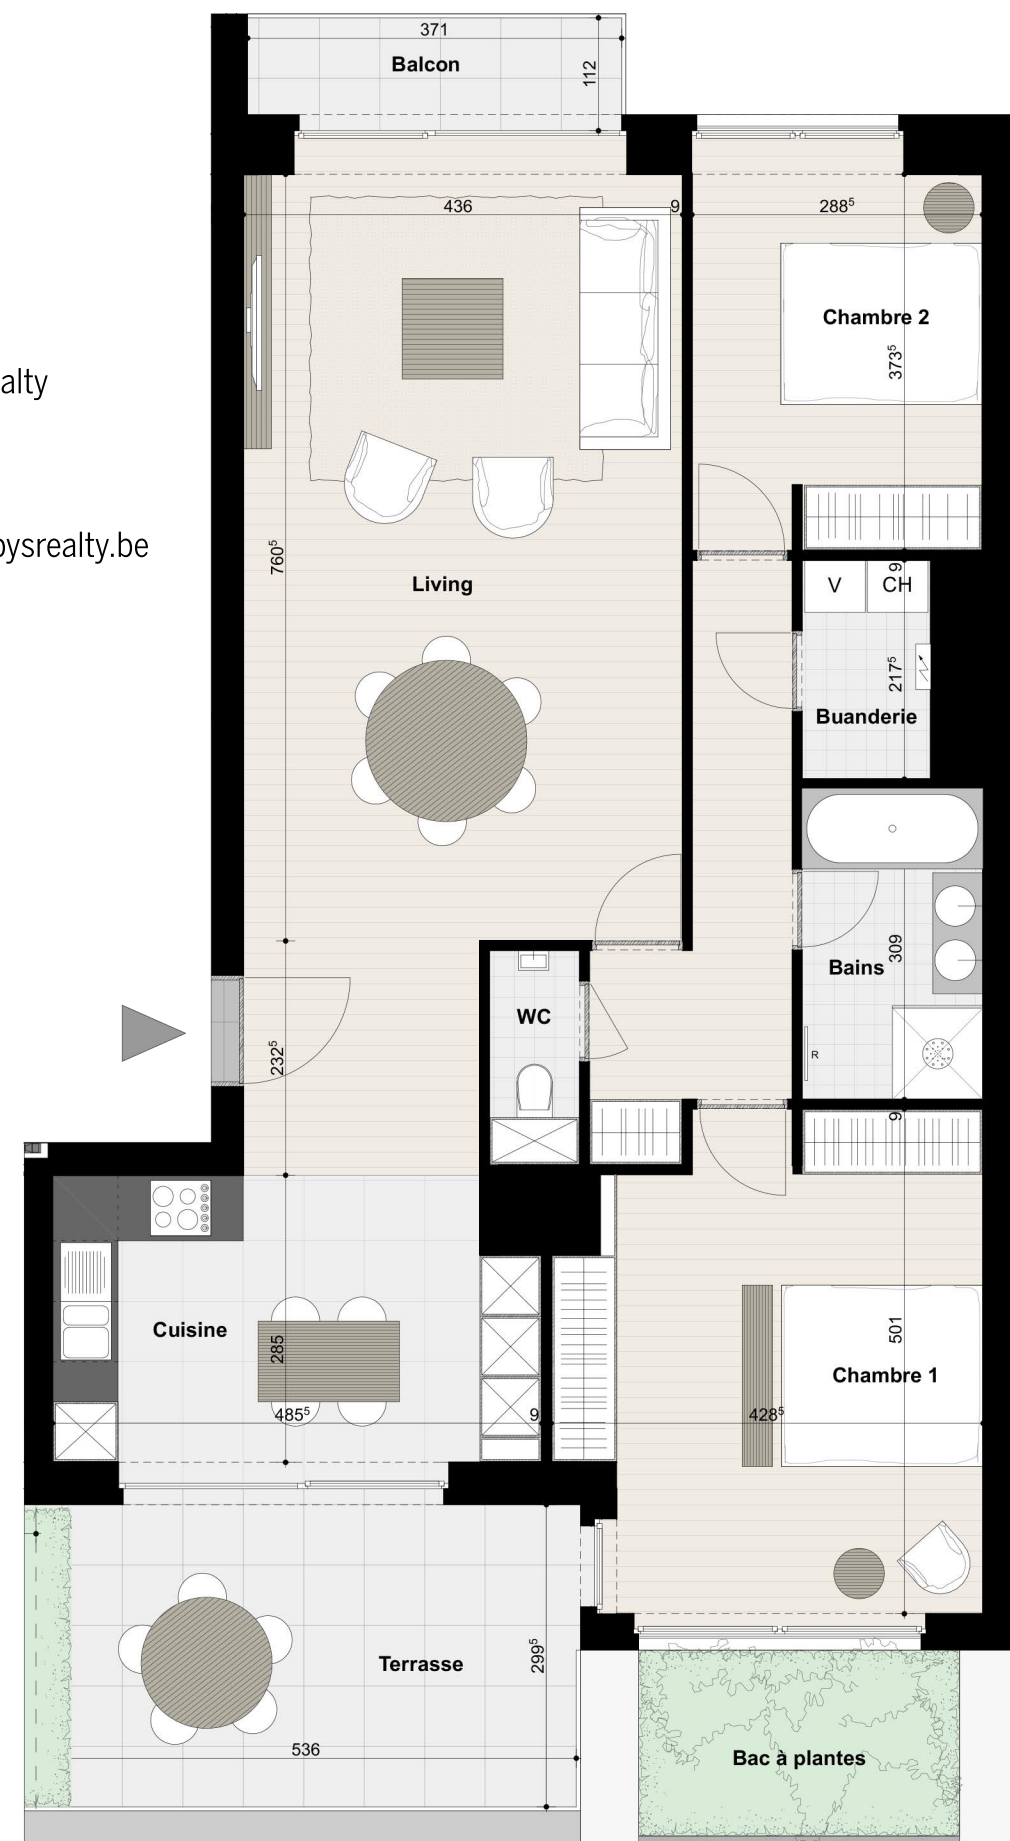 371
Balcon
112
436
9
288⁵
Chambre 2
373⁵
alty
bysrealty.be
760⁵
Living
9
V
CH
217⁵
Buanderie
309
Bains
WC
R
232⁵
9
Cuisine
285
501
Chambre 1
485⁵
9
428⁵
Terrasse
299⁵
536
Bac à plantes